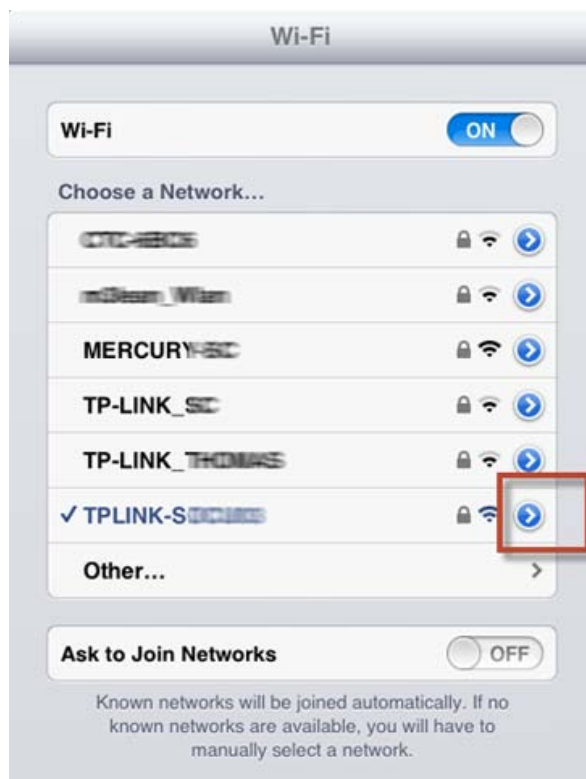 Wi-Fi
Wi-Fi
ON
Choose a Network...
MERCURY
TP-LINK_
TP-LINK_
✓ TPLINK-S
Other...
Ask to Join Networks
OFF
Known networks will be joined automatically. If no
known networks are available, you will have to
manually select a network.